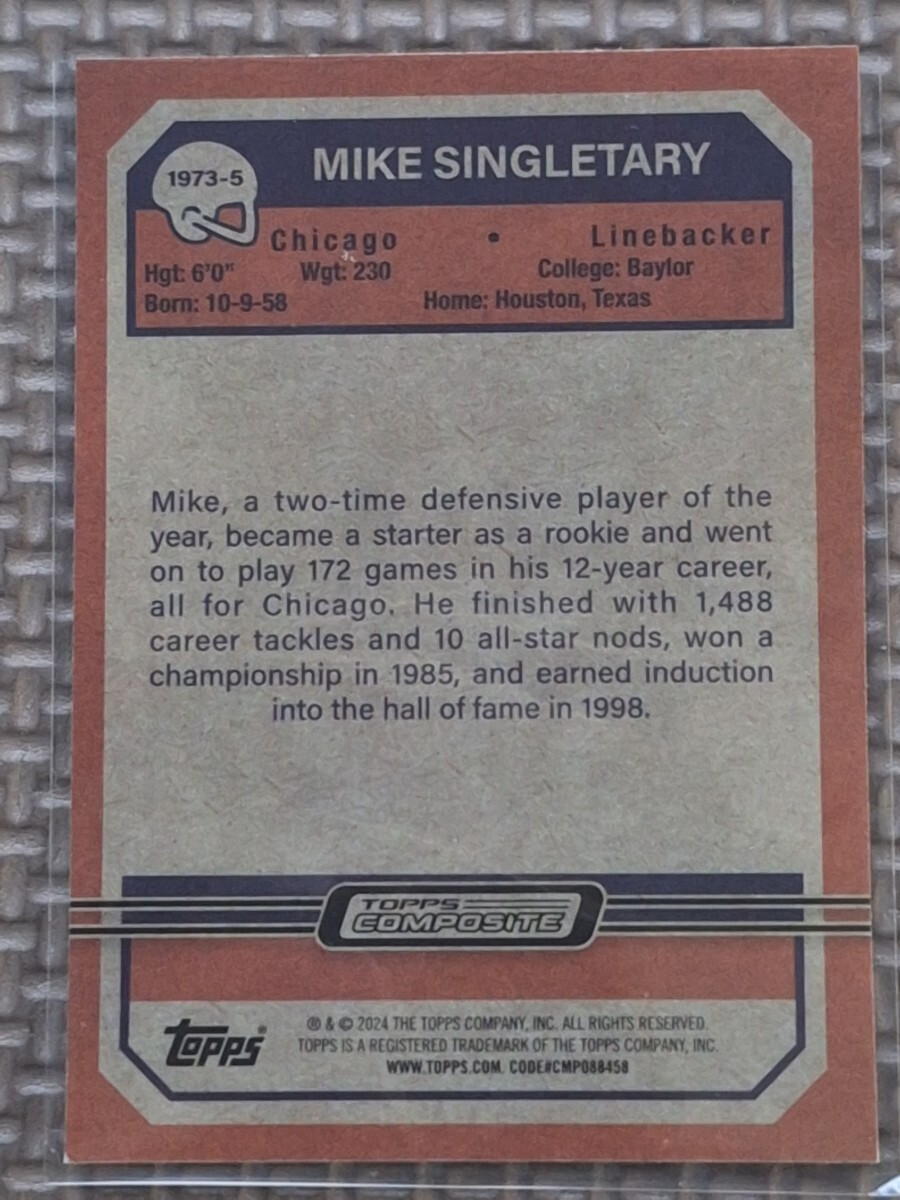 1973-5
MIKE SINGLETARY
Chicago • Linebacker
Hgt: 6'0" Wgt: 230 College: Baylor
Born: 10-9-58 Home: Houston, Texas
Mike, a two-time defensive player of the
year, became a starter as a rookie and went
on to play 172 games in his 12-year career,
all for Chicago. He finished with 1,488
career tackles and 10 all-star nods, won a
championship in 1985, and earned induction
into the hall of fame in 1998.
TOPPS
COMPOSITE
topps®
® & © 2024 THE TOPPS COMPANY, INC. ALL RIGHTS RESERVED.
TOPPS IS A REGISTERED TRADEMARK OF THE TOPPS COMPANY, INC.
WWW.TOPPS.COM CODE#CMP088458